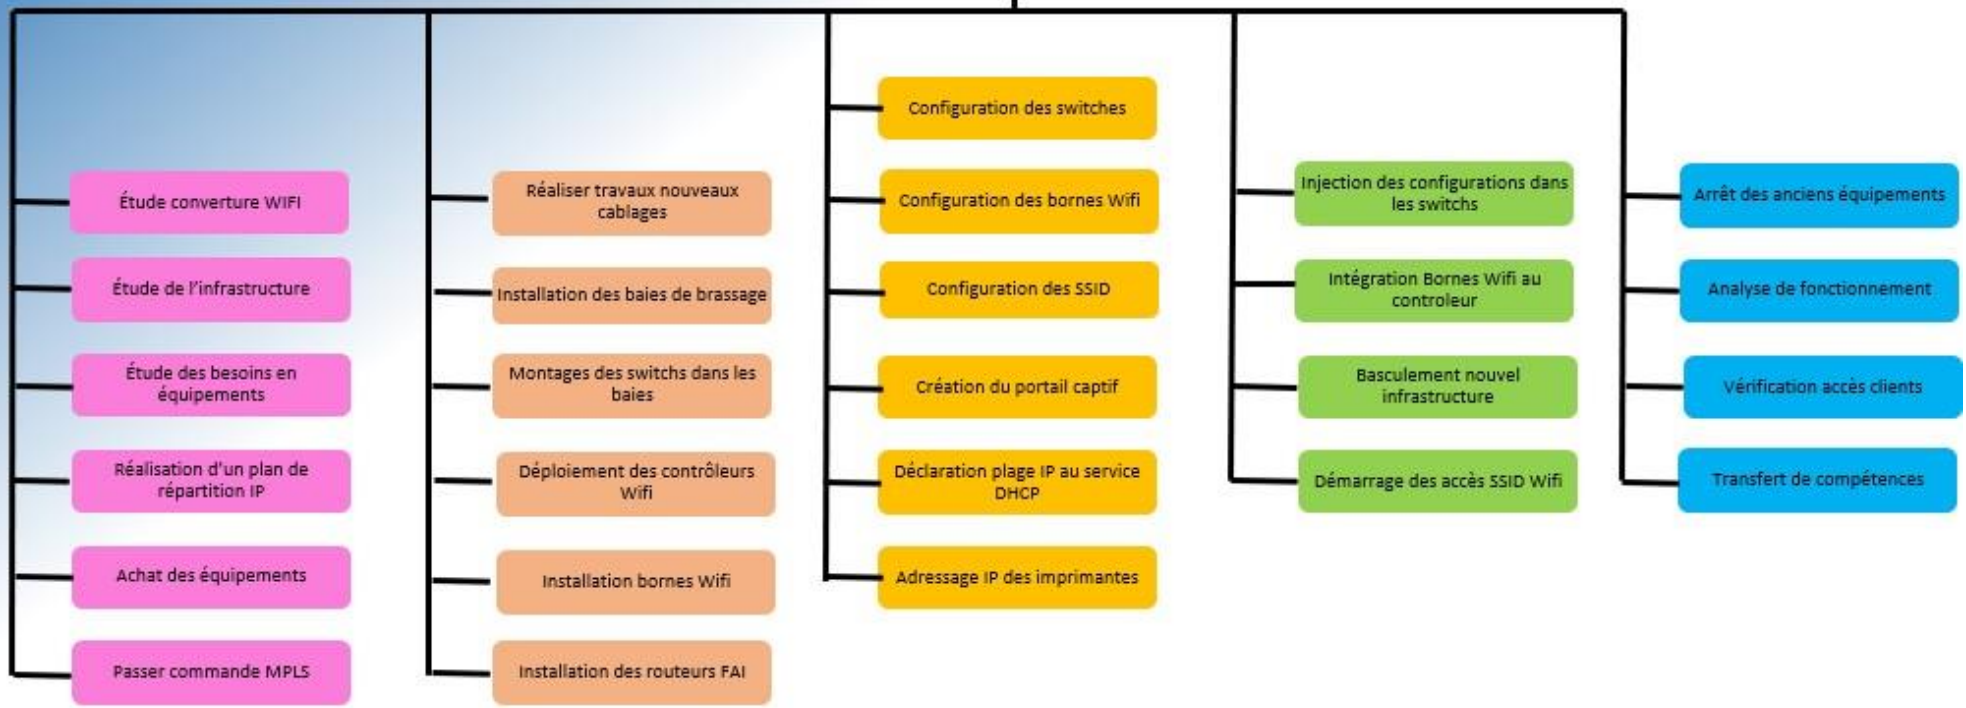 Étude converture WIFI
Étude de l'infrastructure
Étude des besoins en
équipements
Réalisation d'un plan de
répartition IP
Achat des équipements
Passer commande MPLS
Réaliser travaux nouveaux
cablages
Installation des baies de brassage
Montages des switchs dans les
baies
Déploiement des contrôleurs
Wifi
Installation bornes Wifi
Installation des routeurs FAI
Configuration des switches
Configuration des bornes Wifi
Configuration des SSID
Création du portail captif
Déclaration plage IP au service
DHCP
Adressage IP des imprimantes
Injection des configurations dans
les switchs
Intégration Bornes Wifi au
controleur
Basculement nouvel
infrastructure
Démarrage des accès SSID Wifi
Arrêt des anciens équipements
Analyse de fonctionnement
Vérification accès clients
Transfert de compétences